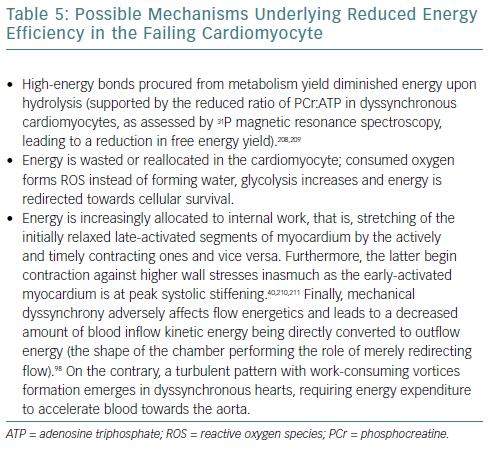 Table 5: Possible Mechanisms Underlying Reduced Energy
Efficiency in the Failing Cardiomyocyte
• High-energy bonds procured from metabolism yield diminished energy upon
hydrolysis (supported by the reduced ratio of PCr:ATP in dyssynchronous
cardiomyocytes, as assessed by ³¹P magnetic resonance spectroscopy,
leading to a reduction in free energy yield).²⁰⁸,²⁰⁹
• Energy is wasted or reallocated in the cardiomyocyte; consumed oxygen
forms ROS instead of forming water, glycolysis increases and energy is
redirected towards cellular survival.
• Energy is increasingly allocated to internal work, that is, stretching of the
initially relaxed late-activated segments of myocardium by the actively
and timely contracting ones and vice versa. Furthermore, the latter begin
contraction against higher wall stresses inasmuch as the early-activated
myocardium is at peak systolic stiffening.⁴⁰,²¹⁰,²¹¹ Finally, mechanical
dyssynchrony adversely affects flow energetics and leads to a decreased
amount of blood inflow kinetic energy being directly converted to outflow
energy (the shape of the chamber performing the role of merely redirecting
flow).⁹⁸ On the contrary, a turbulent pattern with work-consuming vortices
formation emerges in dyssynchronous hearts, requiring energy expenditure
to accelerate blood towards the aorta.
ATP = adenosine triphosphate; ROS = reactive oxygen species; PCr = phosphocreatine.